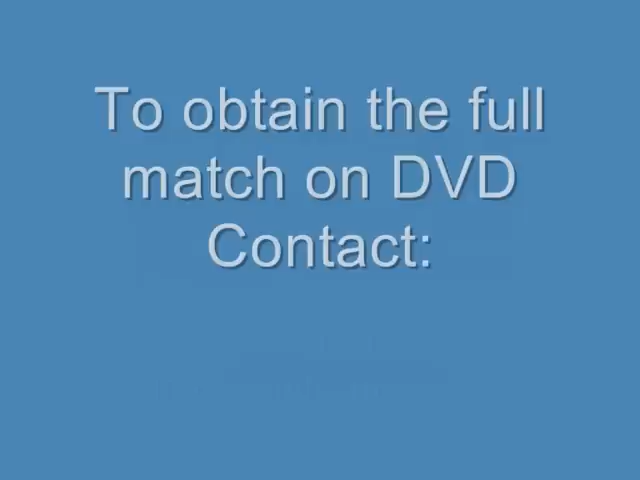 To obtain the full
match on DVD
Contact: